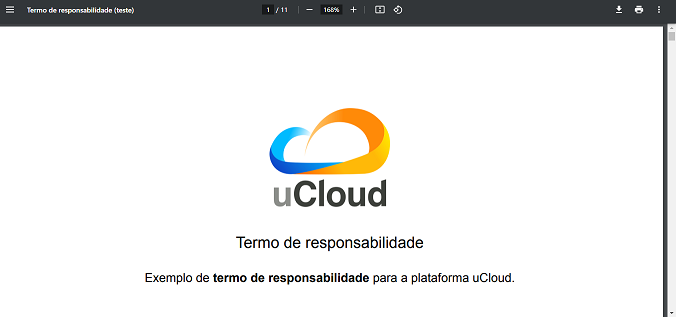 Termo de responsabilidade (teste)
1 / 11
168%
uCloud
Termo de responsabilidade
Exemplo de termo de responsabilidade para a plataforma uCloud.